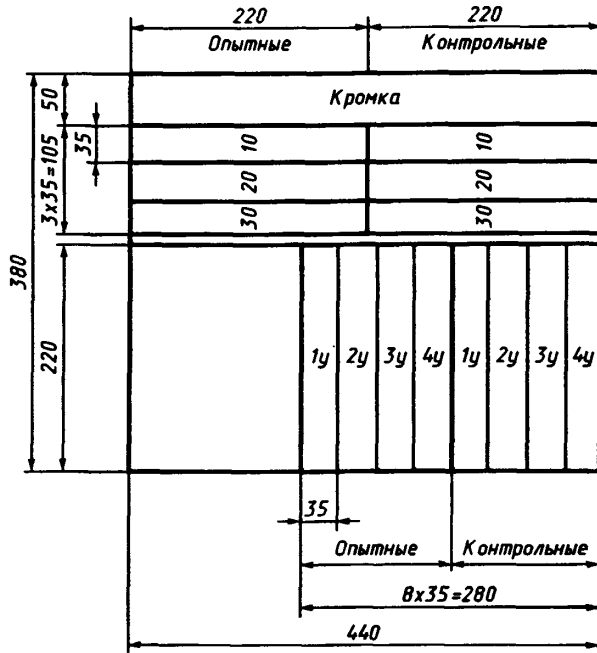 220 220
Опытные Контрольные
50 Кромка
35 10 10
3x35=105 20 20
30 30
380
220
1у 2у 3у 4у 1у 2у 3у 4у
35
Опытные Контрольные
8x35=280
440